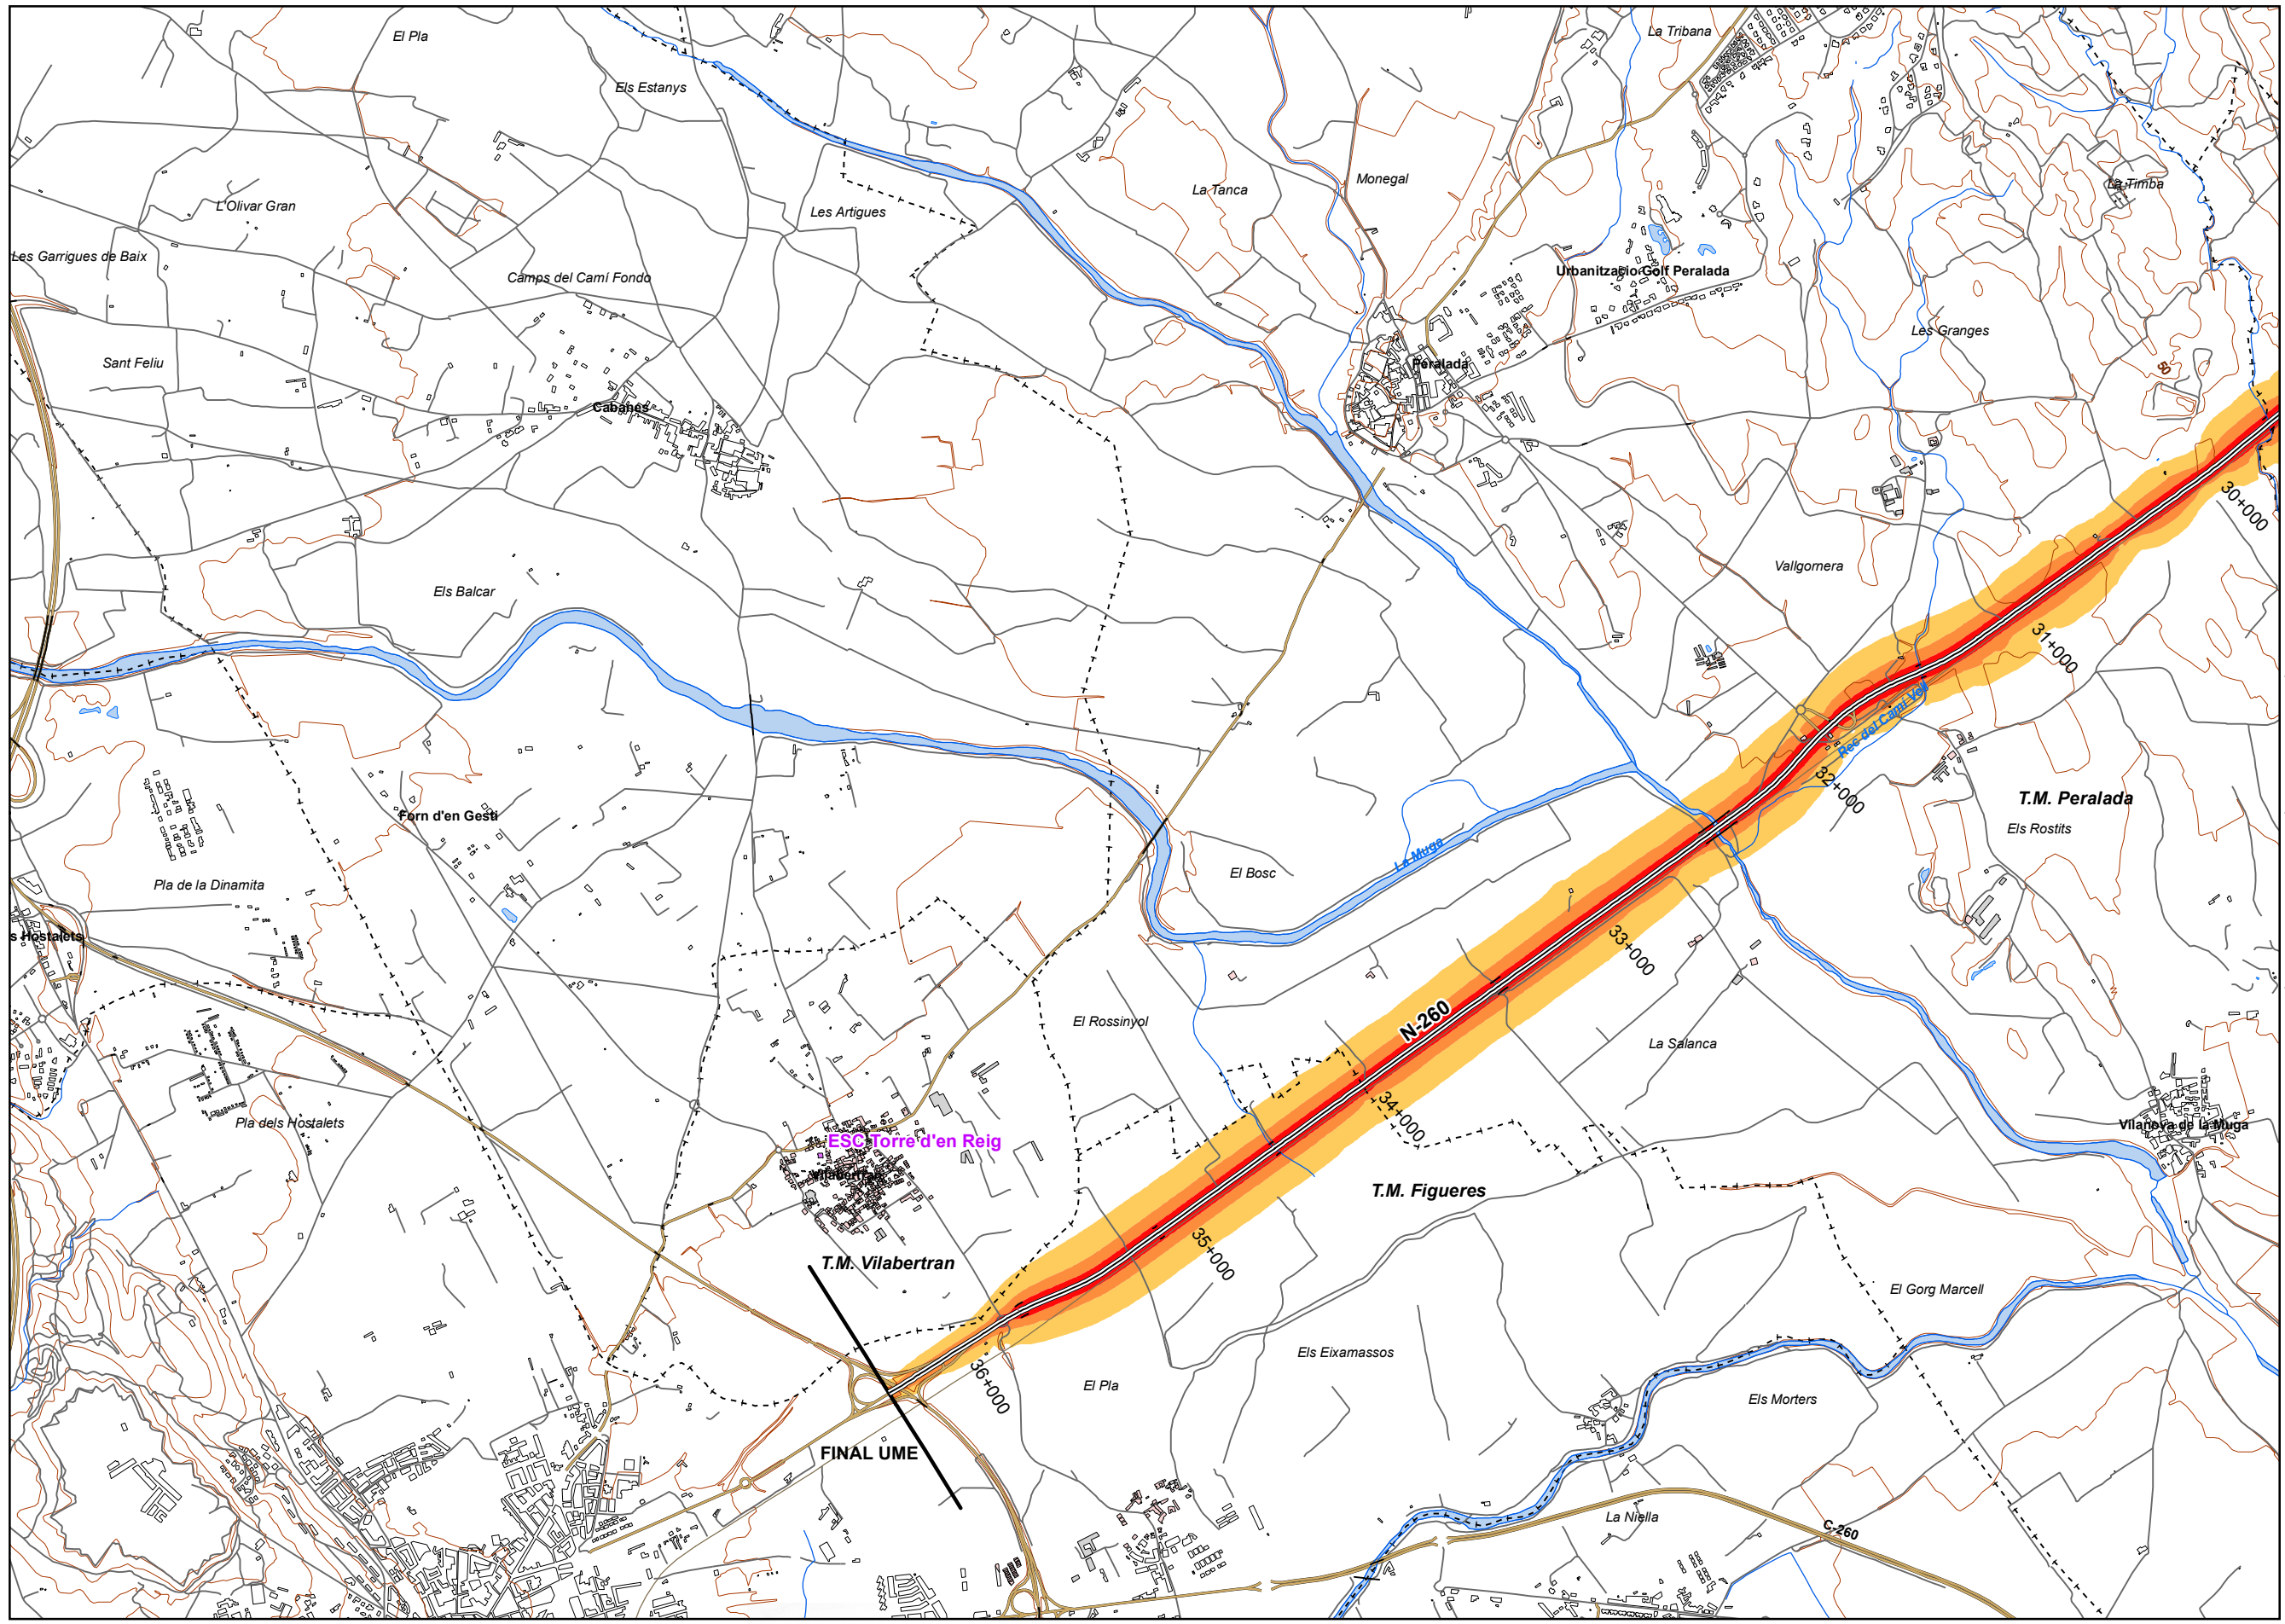 El Pla
La Tribana
Els Estanys
La Tanca
Monegal
La Timba
L'Olivar Gran
Les Artigues
Les Garrigues de Baix
Camps del Camí Fondo
Urbanitzacio Golf Peralada
Les Granges
Sant Feliu
Peralada
50
Cabanes
30+000
Vallgornera
Els Balcar
31+000
Rec del Camí Vell
32+000
T.M. Peralada
Forn d'en Gesti
Els Rostits
La Muga
El Bosc
Pla de la Dinamita
s Hostalets
33+000
N-260
El Rossinyol
La Salanca
34+000
Pla dels Hostalets
Vilanova de la Muga
ESC Torre d'en Reig
Vilabertran
T.M. Figueres
35+000
T.M. Vilabertran
El Gorg Marcell
Els Eixamassos
36+000
El Pla
Els Morters
FINAL UME
La Niella
C-260